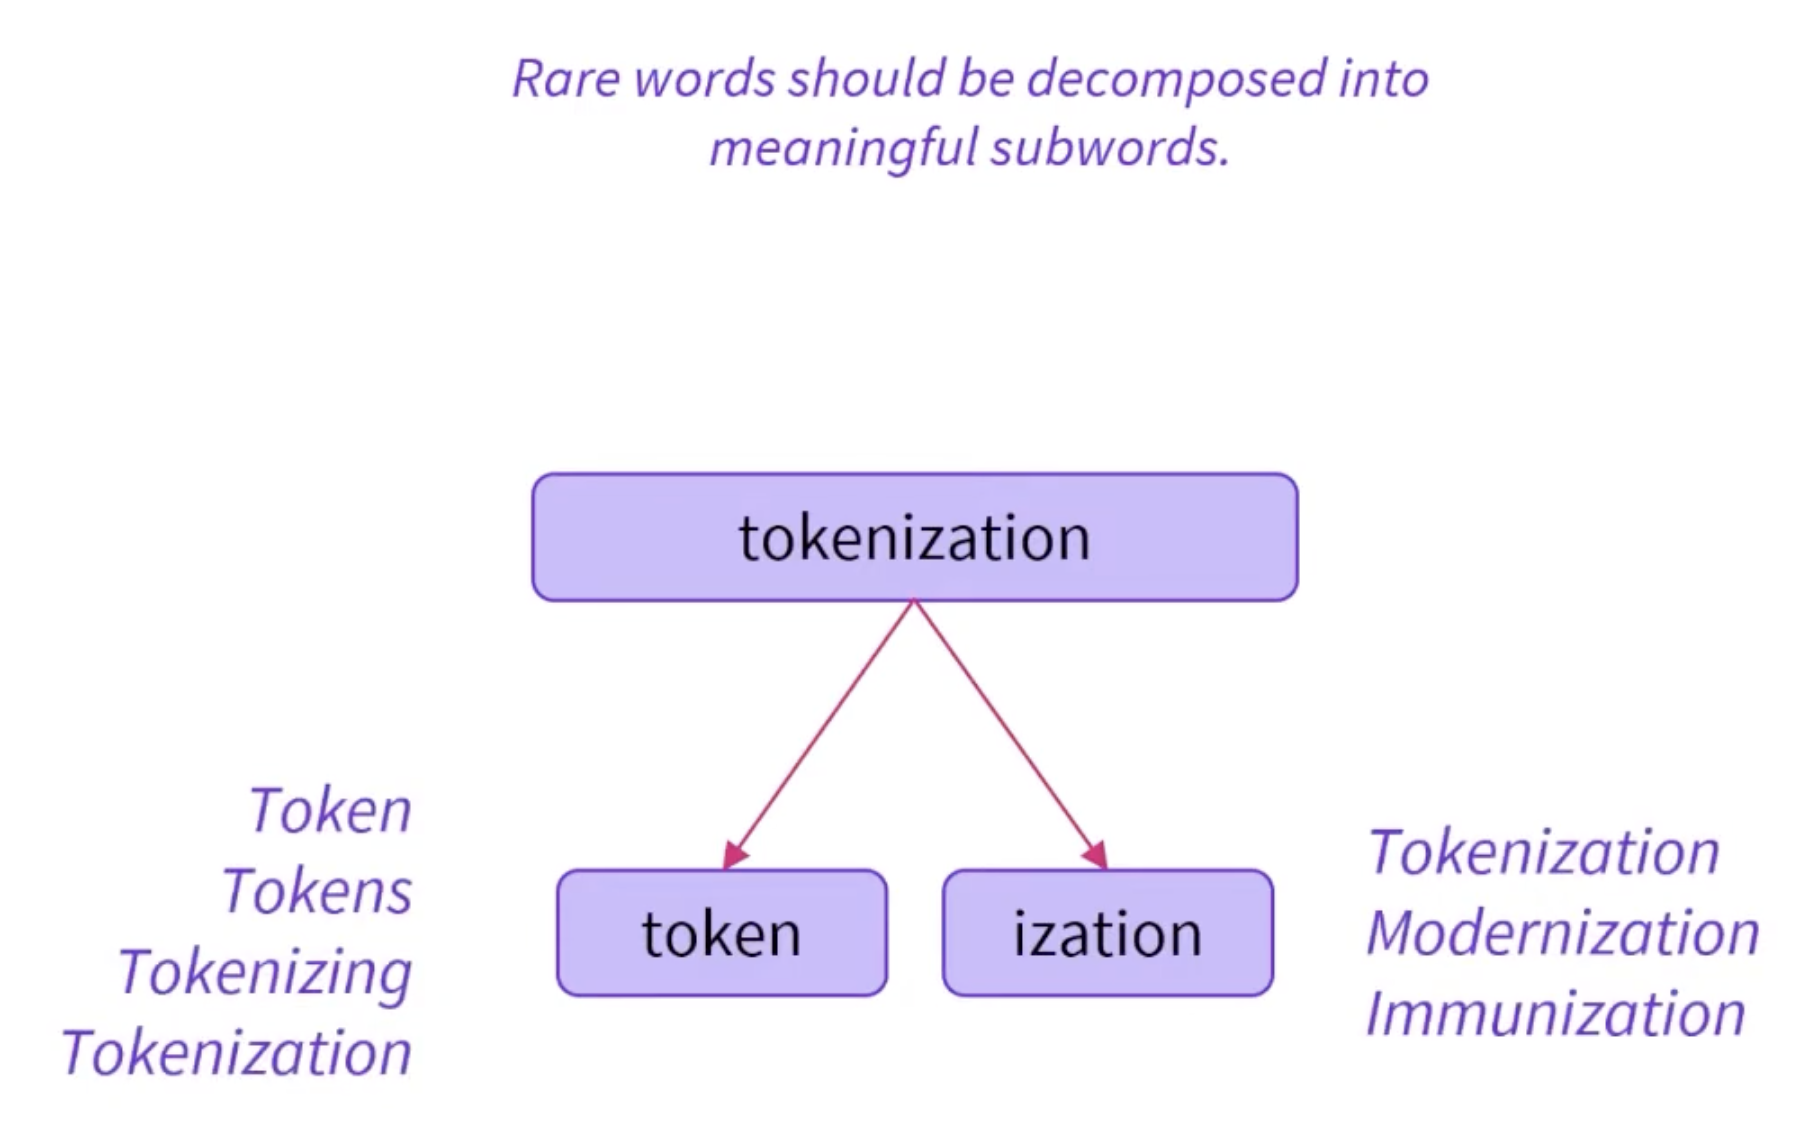 Rare words should be decomposed into
meaningful subwords.
tokenization
token
ization
Token
Tokens
Tokenizing
Tokenization
Tokenization
Modernization
Immunization